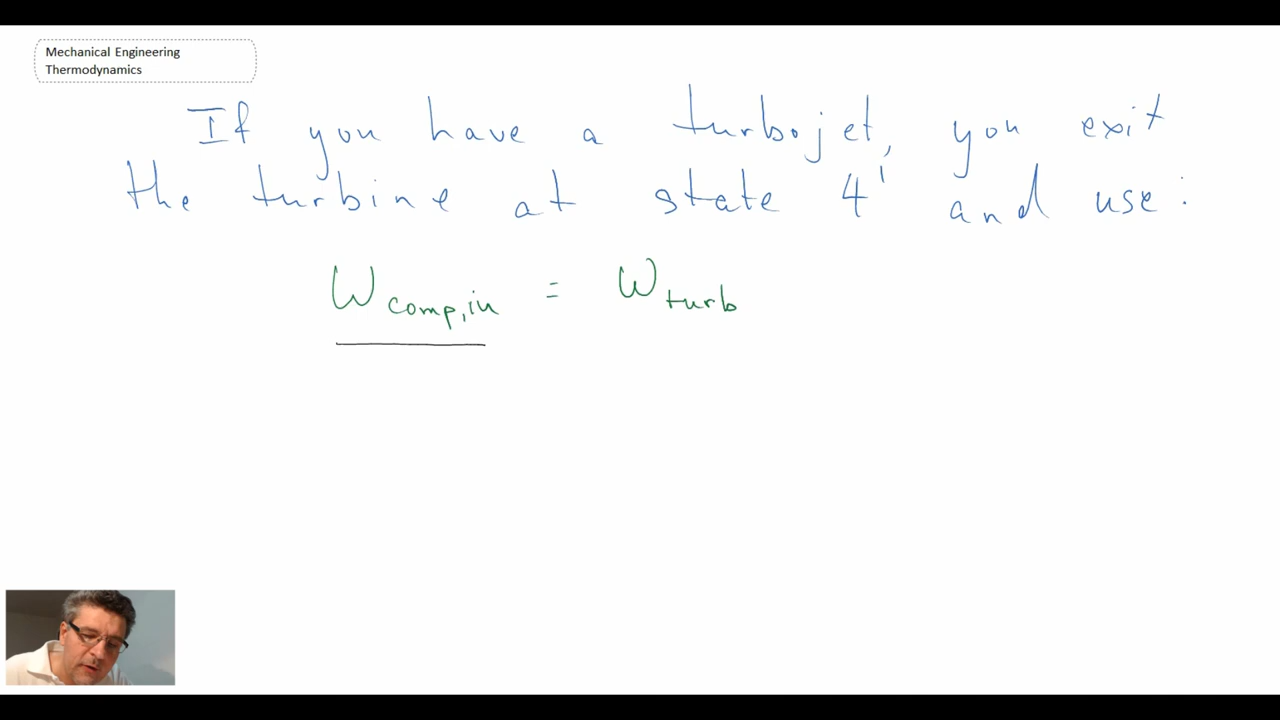 Mechanical Engineering
Thermodynamics
If you have a turbojet, you exit
the turbine at state 4' and use:
W comp,in = W turb